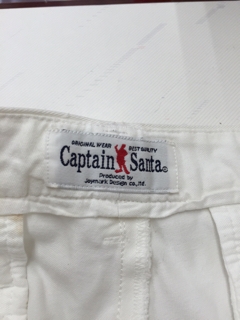 ORIGINAL WEAR BEST QUALITY
Captain Santa®
Produced by
Joymark Design co.,ltd.